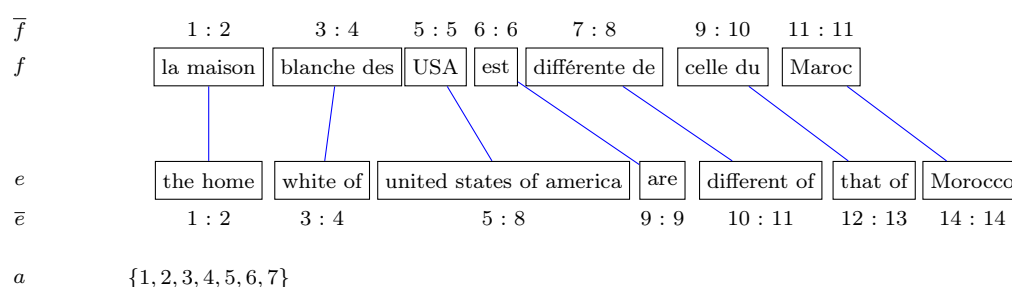 f̅ 1 : 2 3 : 4 5 : 5 6 : 6 7 : 8 9 : 10 11 : 11
f la maison blanche des USA est différente de celle du Maroc
e the home white of united states of america are different of that of Morocco
e̅ 1 : 2 3 : 4 5 : 8 9 : 9 10 : 11 12 : 13 14 : 14
a {1, 2, 3, 4, 5, 6, 7}